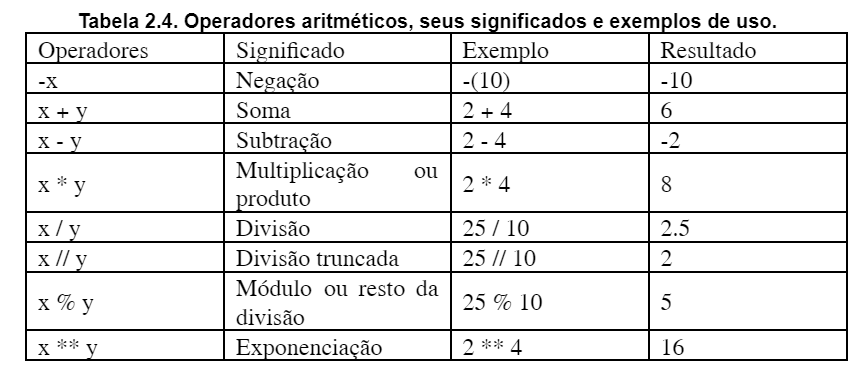 Tabela 2.4. Operadores aritméticos, seus significados e exemplos de uso.
Operadores Significado Exemplo Resultado
-x Negação -(10) -10
x + y Soma 2 + 4 6
x - y Subtração 2 - 4 -2
x * y Multiplicação ou produto 2 * 4 8
x / y Divisão 25 / 10 2.5
x // y Divisão truncada 25 // 10 2
x % y Módulo ou resto da divisão 25 % 10 5
x ** y Exponenciação 2 ** 4 16